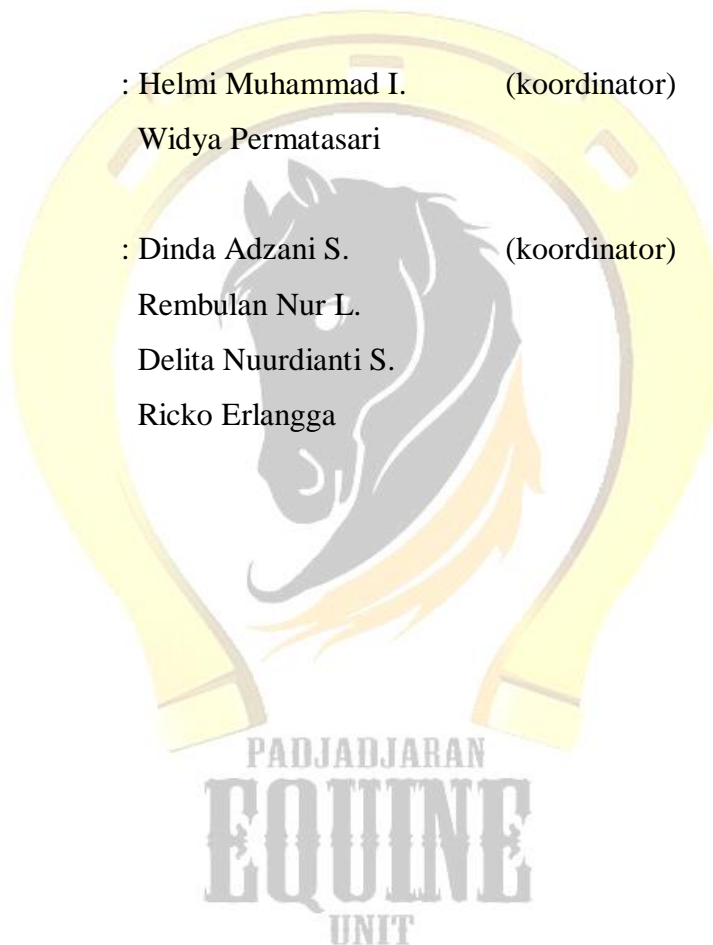 : Helmi Muhammad I. (koordinator)
Widya Permatasari
: Dinda Adzani S. (koordinator)
Rembulan Nur L.
Delita Nuurdianti S.
Ricko Erlangga
PADJADJARAN
EQUINE
UNIT